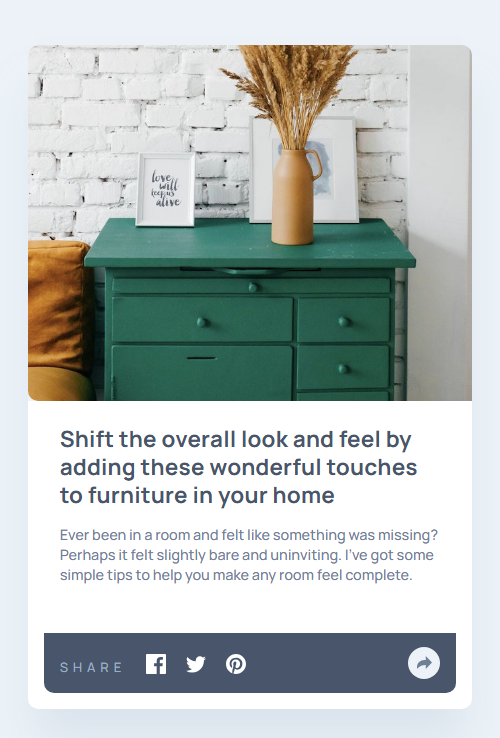 love
will
keep us
alive
Shift the overall look and feel by
adding these wonderful touches
to furniture in your home
Ever been in a room and felt like something was missing?
Perhaps it felt slightly bare and uninviting. I’ve got some
simple tips to help you make any room feel complete.
SHARE